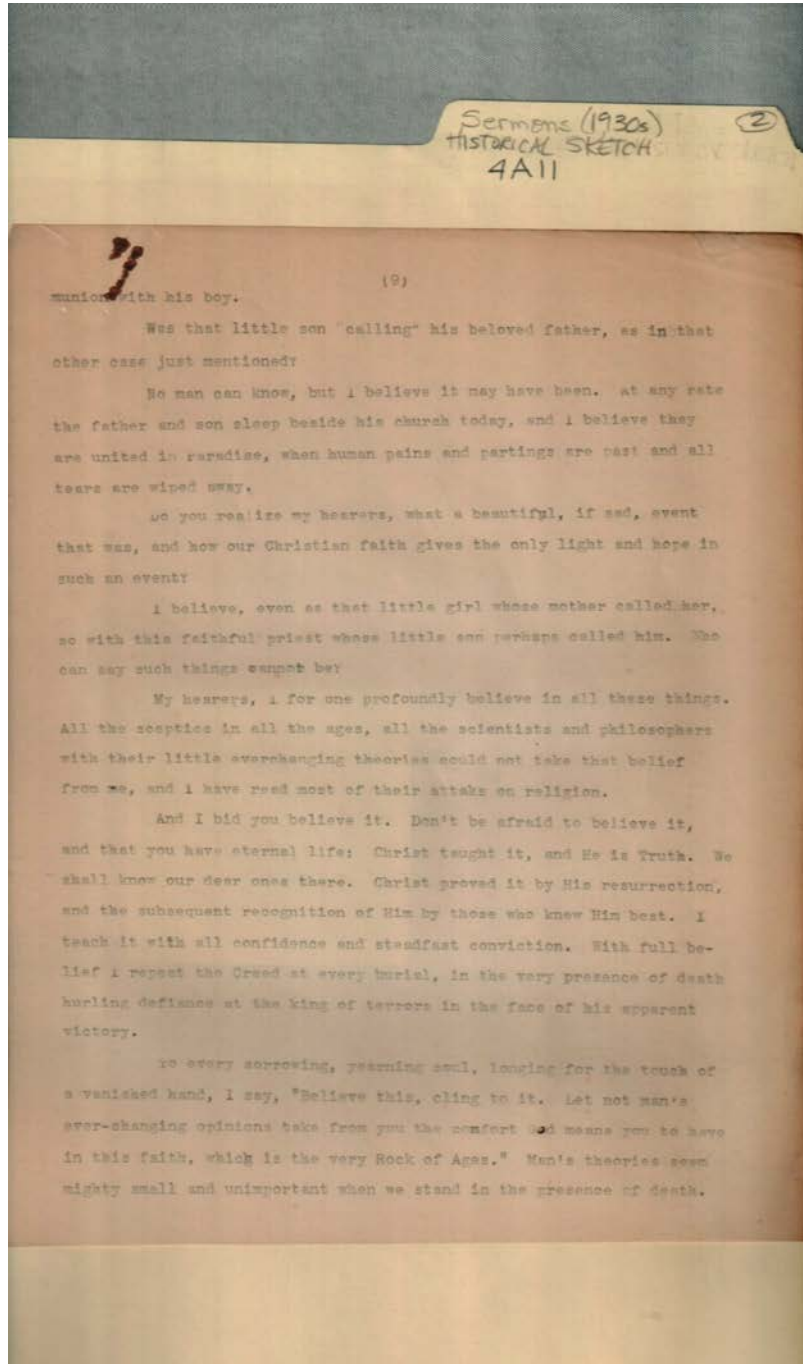 Sermons (1930s) (2)
HISTORICAL SKETCH
4A11
(9)
munion with his boy.
Was that little son "calling" his beloved father, as in that
other case just mentioned?
No man can know, but I believe it may have been. At any rate
the father and son sleep beside his church today, and I believe they
are united in Paradise, when human pains and partings are past and all
tears are wiped away.
Do you realize my hearers, what a beautiful, if sad, event
that was, and how our Christian faith gives the only light and hope in
such an event?
I believe, even as that little girl whose mother called her,
so with this faithful priest whose little son perhaps called him. Who
can say such things cannot be?
My hearers, I for one profoundly believe in all these things.
All the sceptics in all the ages, all the scientists and philosophers
with their little everchanging theories could not take that belief
from me, and I have read most of their attaks on religion.
And I bid you believe it. Don't be afraid to believe it,
and that you have eternal life: Christ taught it, and He is Truth. We
shall know our dear ones there. Christ proved it by His resurrection,
and the subsequent recognition of Him by those who knew Him best. I
teach it with all confidence and steadfast conviction. With full be-
lief I repeat the Creed at every burial, in the very presence of death
hurling defiance at the king of terrors in the face of his apparent
victory.
To every sorrowing, yearning soul, longing for the touch of
a vanished hand, I say, "Believe this, cling to it. Let not man's
ever-changing opinions take from you the comfort God means you to have
in this faith, which is the very Rock of Ages." Man's theories seem
mighty small and unimportant when we stand in the presence of death.